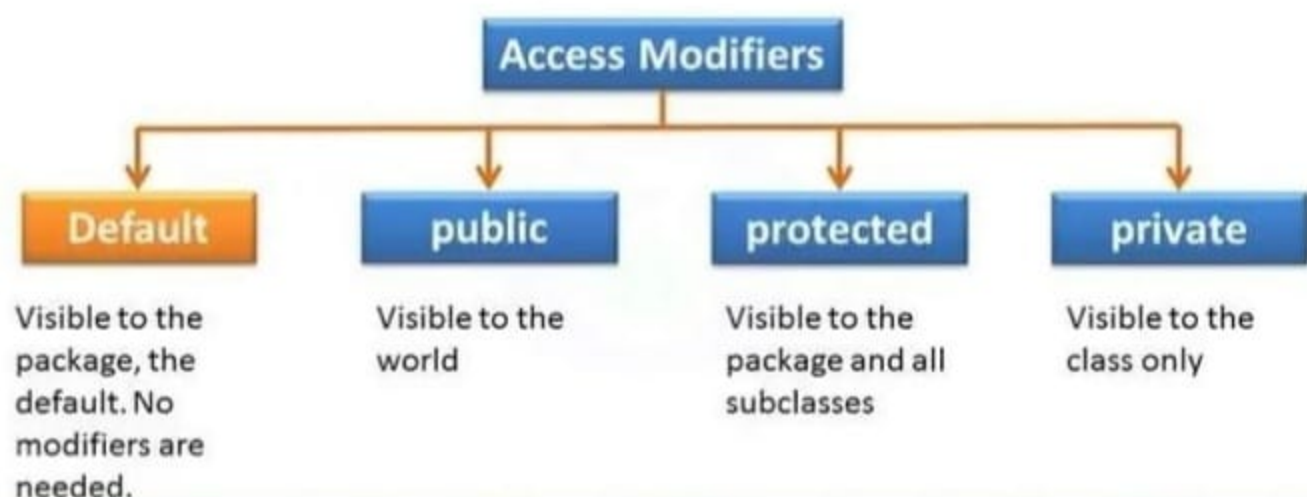 Access Modifiers
Default
public
protected
private
Visible to the
package, the
default. No
modifiers are
needed.
Visible to the
world
Visible to the
package and all
subclasses
Visible to the
class only